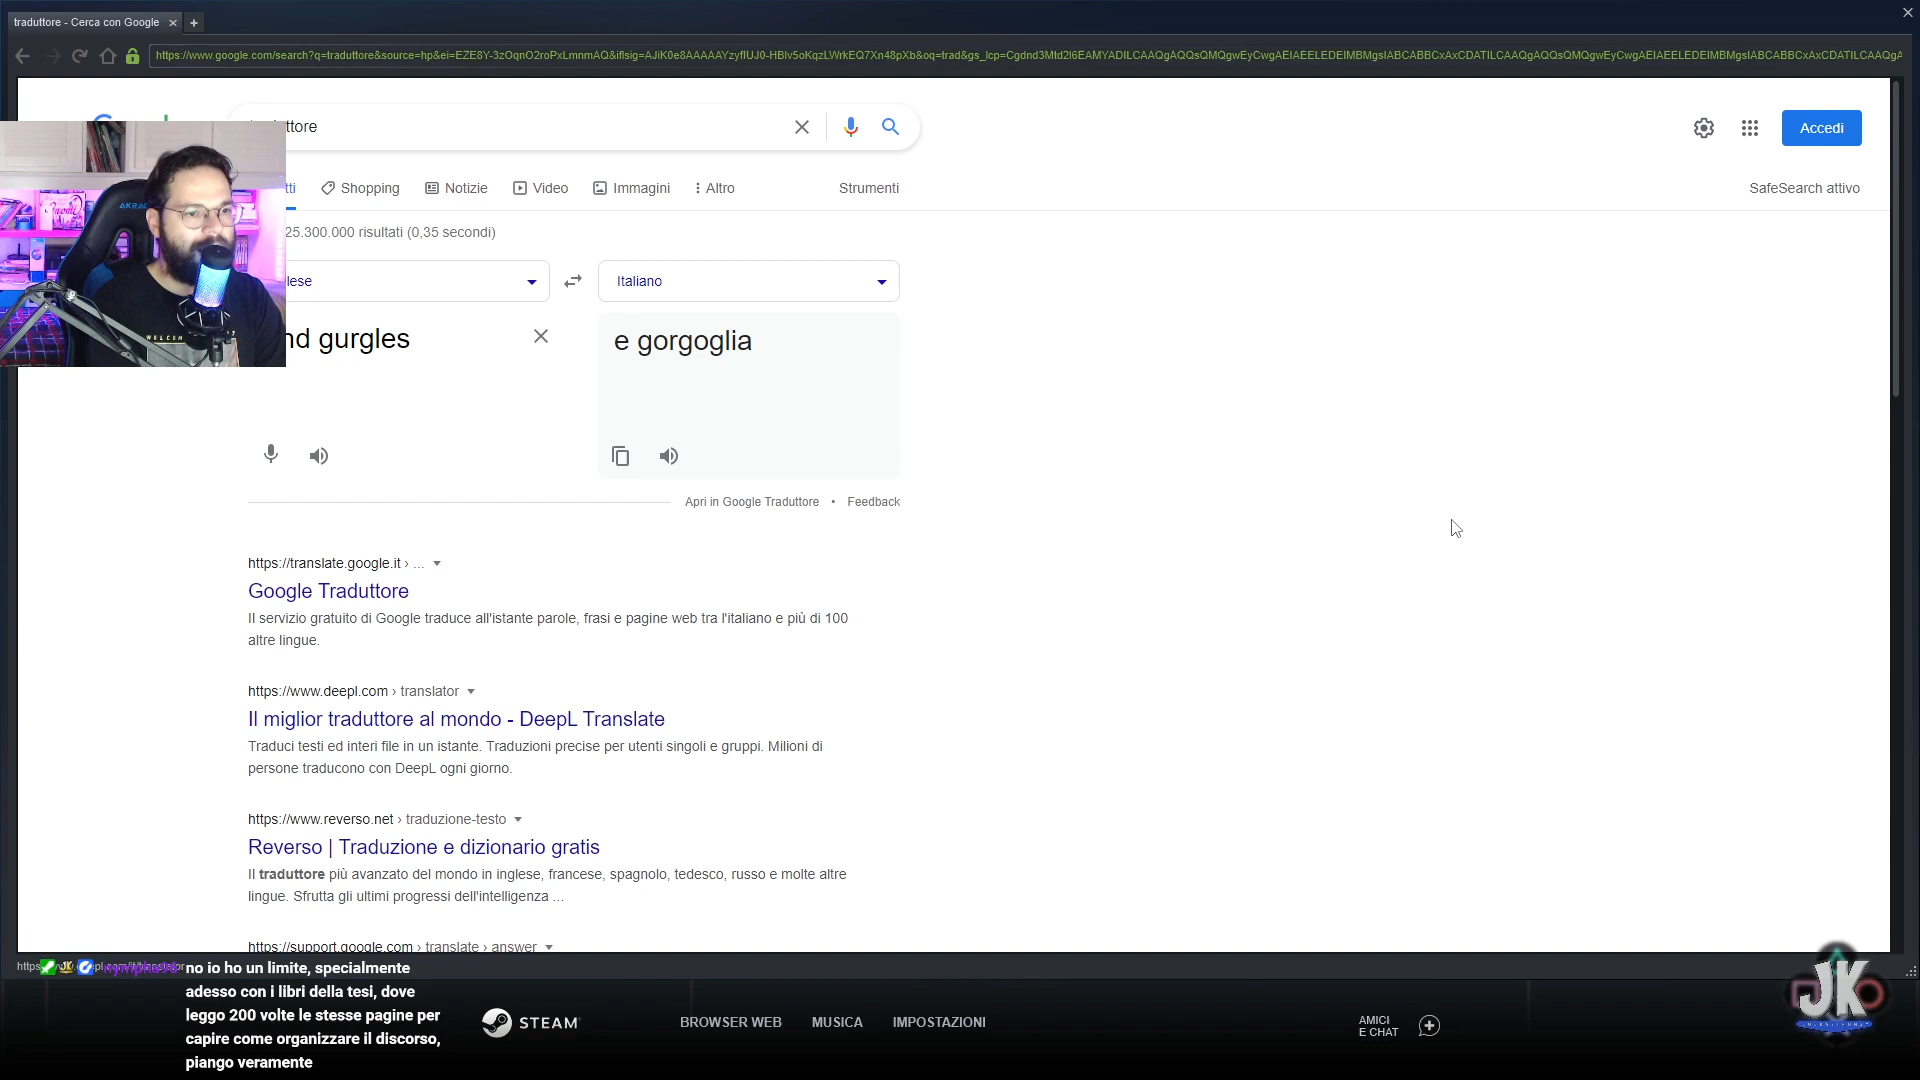 traduttore - Cerca con Google
https://www.google.com/search?q=traduttore&source=hp&ei=EZE8Y-3zOqnO2roPxLmnmAQ&iflsig=AJiK0e8AAAAAYzyflUJ0-HBlv5oKqzLWrkEQ7Xn48pXb&oq=trad&gs_lcp=Cgdnd3Mtd2l6EAMYADILCAAQgAQQsQMQgwEyCwgAEIAEELEDEIMBMgsIABCABBCxAxCDATILCAAQgAQQsQMQgwEyCwgAEIAEELEDEIMBMgsIABCABBCxAxCDATILCAAQgA
ttore
Accedi
tti
Shopping
Notizie
Video
Immagini
Altro
Strumenti
SafeSearch attivo
25.300.000 risultati (0,35 secondi)
lese
Italiano
nd gurgles
e gorgoglia
AKRAC
WELCOM
Apri in Google Traduttore • Feedback
https://translate.google.it › ...
Google Traduttore
Il servizio gratuito di Google traduce all'istante parole, frasi e pagine web tra l'italiano e più di 100
altre lingue.
https://www.deepl.com › translator
Il miglior traduttore al mondo - DeepL Translate
Traduci testi ed interi file in un istante. Traduzioni precise per utenti singoli e gruppi. Milioni di
persone traducono con DeepL ogni giorno.
https://www.reverso.net › traduzione-testo
Reverso | Traduzione e dizionario gratis
Il traduttore più avanzato del mondo in inglese, francese, spagnolo, tedesco, russo e molte altre
lingue. Sfrutta gli ultimi progressi dell'intelligenza ...
https://support.google.com › translate › answer
nympha96 no io ho un limite, specialmente
adesso con i libri della tesi, dove
leggo 200 volte le stesse pagine per
capire come organizzare il discorso,
piango veramente
STEAM
BROWSER WEB
MUSICA
IMPOSTAZIONI
AMICI
E CHAT
JK